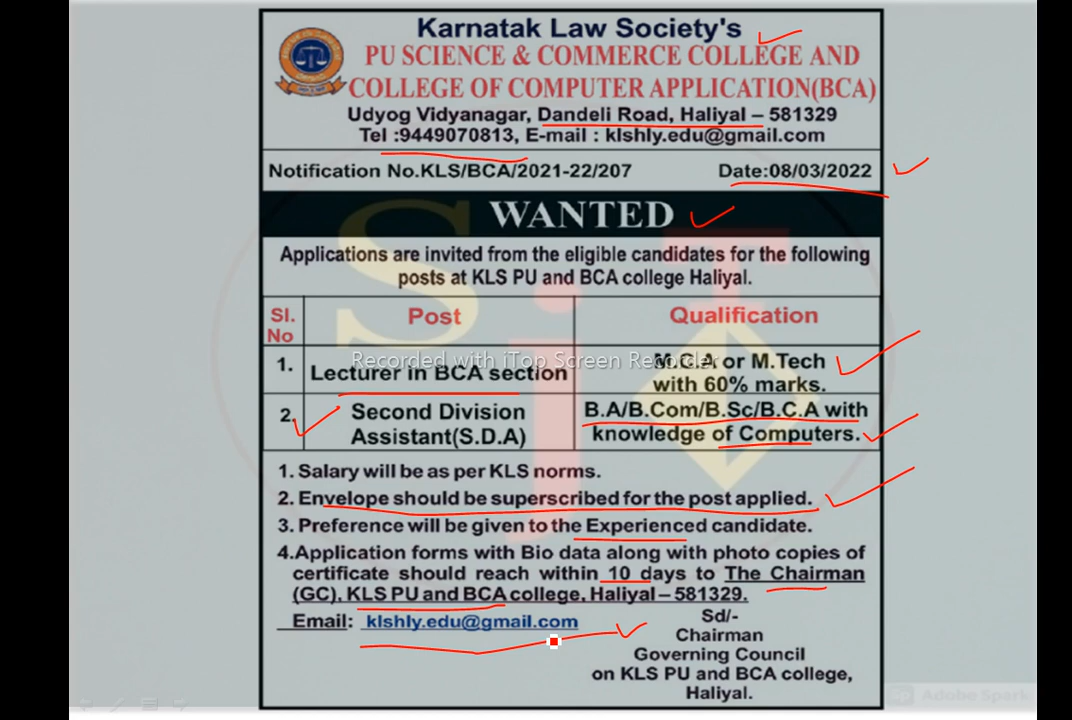 Karnatak Law Society's
PU SCIENCE & COMMERCE COLLEGE AND
COLLEGE OF COMPUTER APPLICATION(BCA)
Udyog Vidyanagar, Dandeli Road, Haliyal – 581329
Tel :9449070813, E-mail : klshly.edu@gmail.com
Notification No.KLS/BCA/2021-22/207 Date:08/03/2022
WANTED
Applications are invited from the eligible candidates for the following
posts at KLS PU and BCA college Haliyal.
Sl. No Post Qualification
Recorded with iTop Screen Recorder
1. Lecturer in BCA section M.C.A or M.Tech
with 60% marks.
2. Second Division B.A/B.Com/B.Sc/B.C.A with
Assistant(S.D.A) knowledge of Computers.
1. Salary will be as per KLS norms.
2. Envelope should be superscribed for the post applied.
3. Preference will be given to the Experienced candidate.
4.Application forms with Bio data along with photo copies of
certificate should reach within 10 days to The Chairman
(GC), KLS PU and BCA college, Haliyal – 581329.
Email: klshly.edu@gmail.com
Sd/-
Chairman
Governing Council
on KLS PU and BCA college,
Haliyal.
Adobe Spark